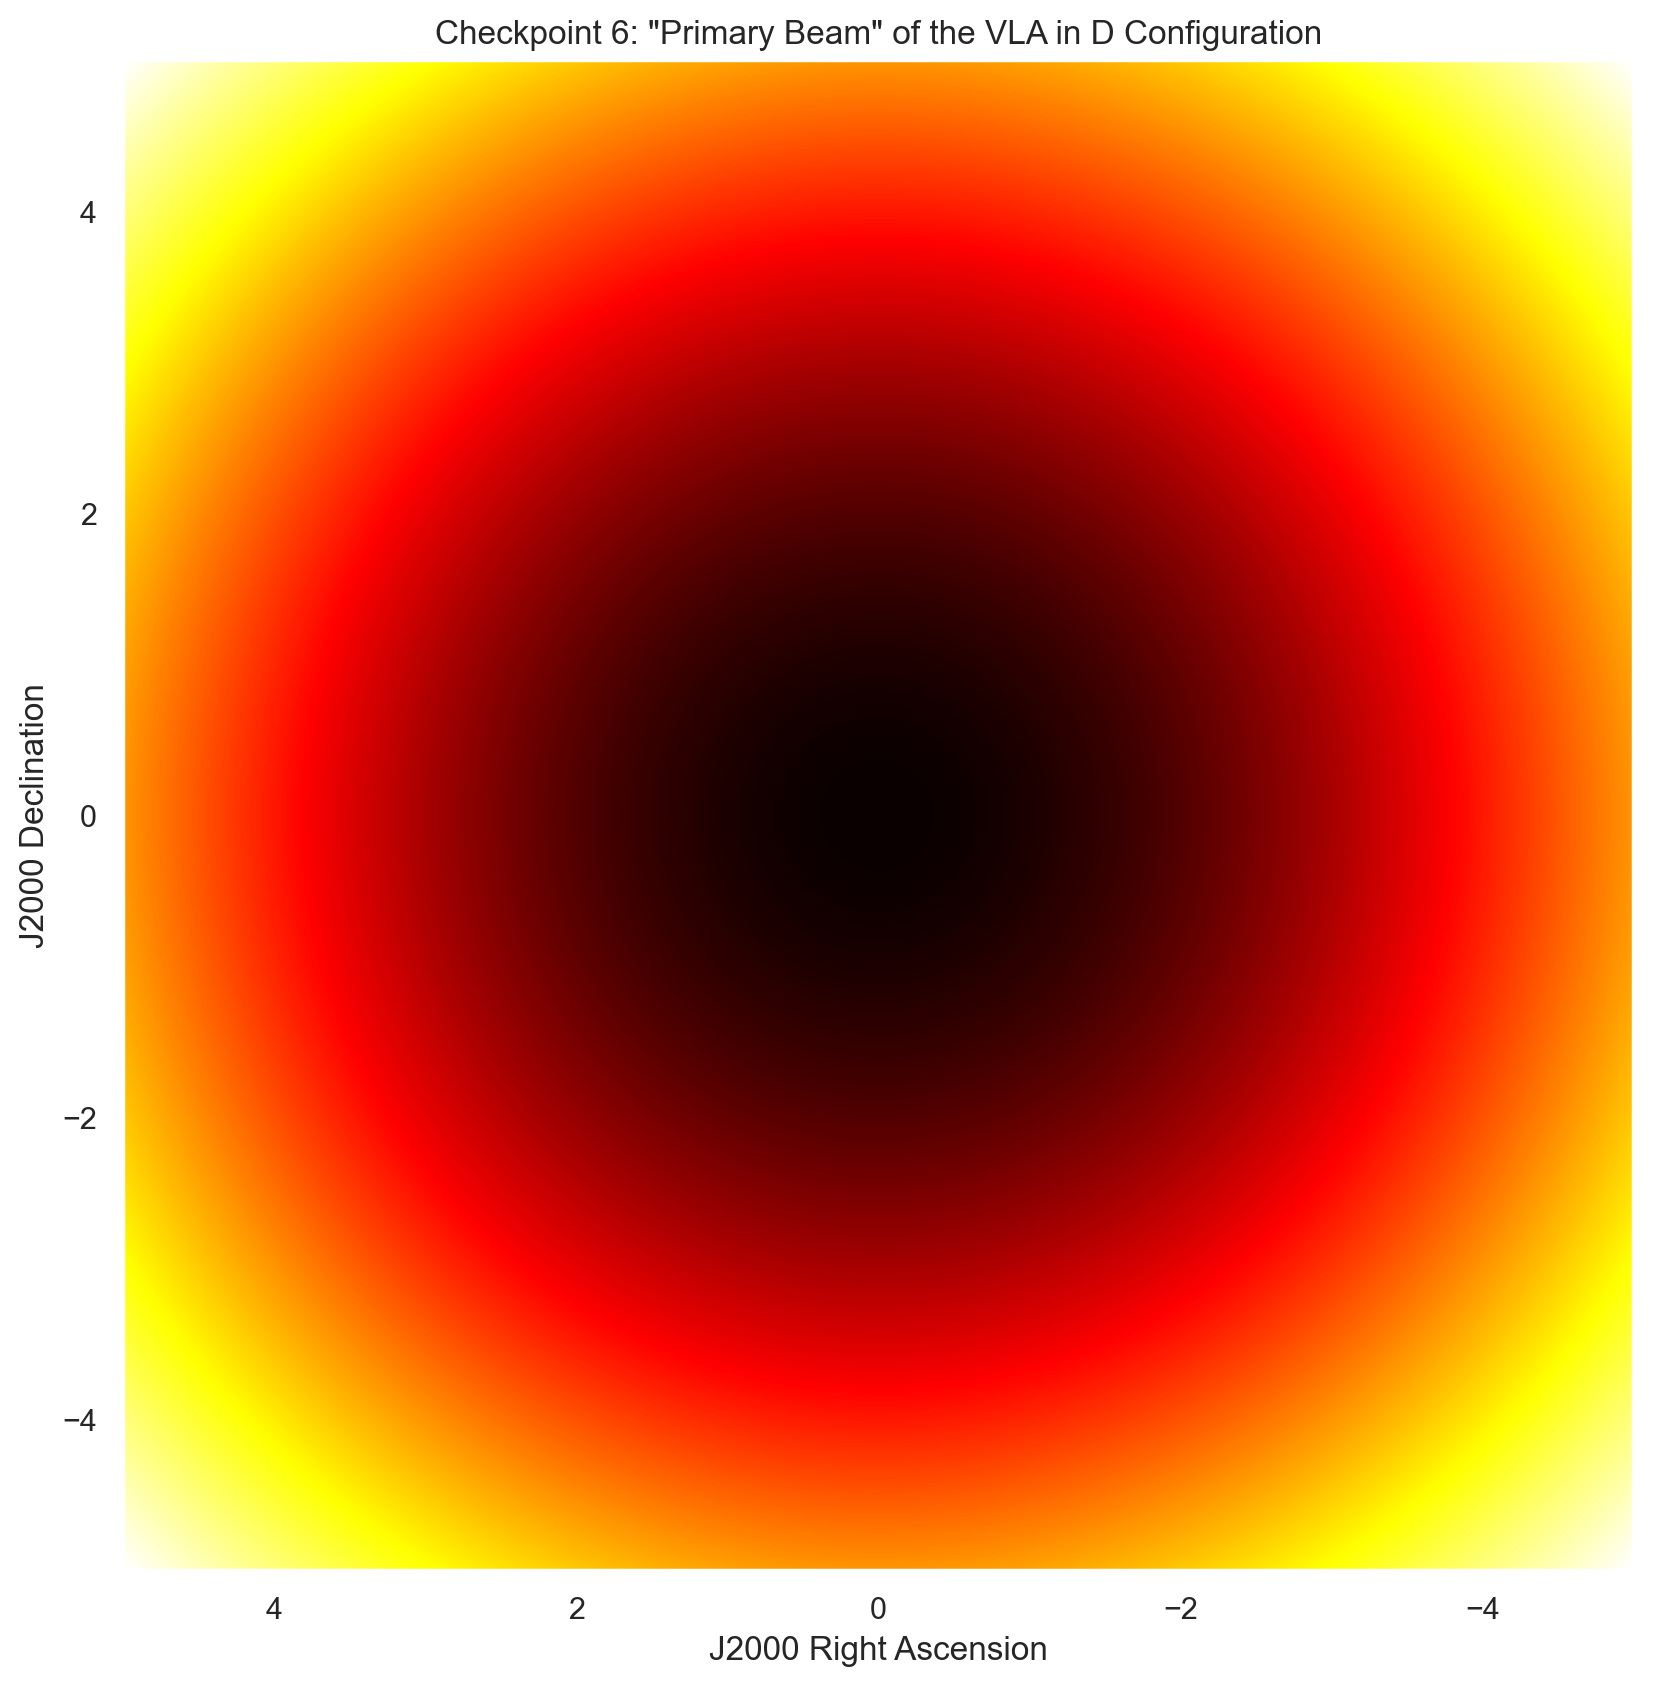 Checkpoint 6: "Primary Beam" of the VLA in D Configuration
4
2
0
−2
−4
J2000 Declination
4 2 0 −2 −4
J2000 Right Ascension